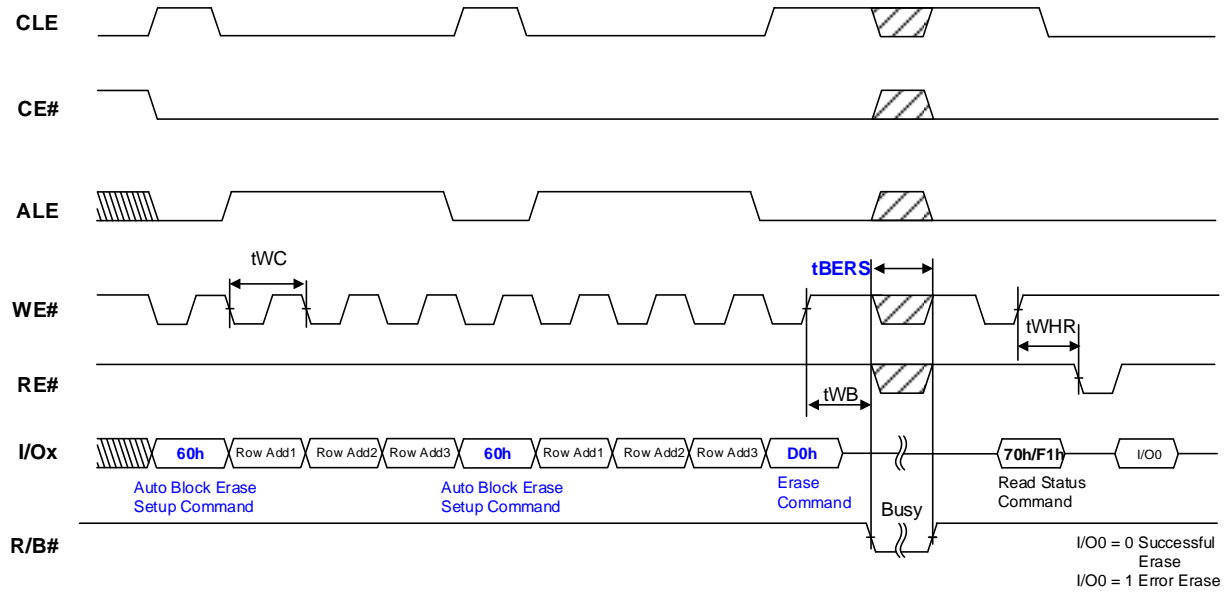 CLE
CE#
ALE
tWC
tBERS
WE#
tWHR
RE#
tWB
I/Ox 60h Row Add1 Row Add2 Row Add3 60h Row Add1 Row Add2 Row Add3 D0h 70h/F1h I/O0
Auto Block Erase
Setup Command
Auto Block Erase
Setup Command
Erase
Command
Read Status
Command
Busy
R/B#
I/O0 = 0 Successful
Erase
I/O0 = 1 Error Erase